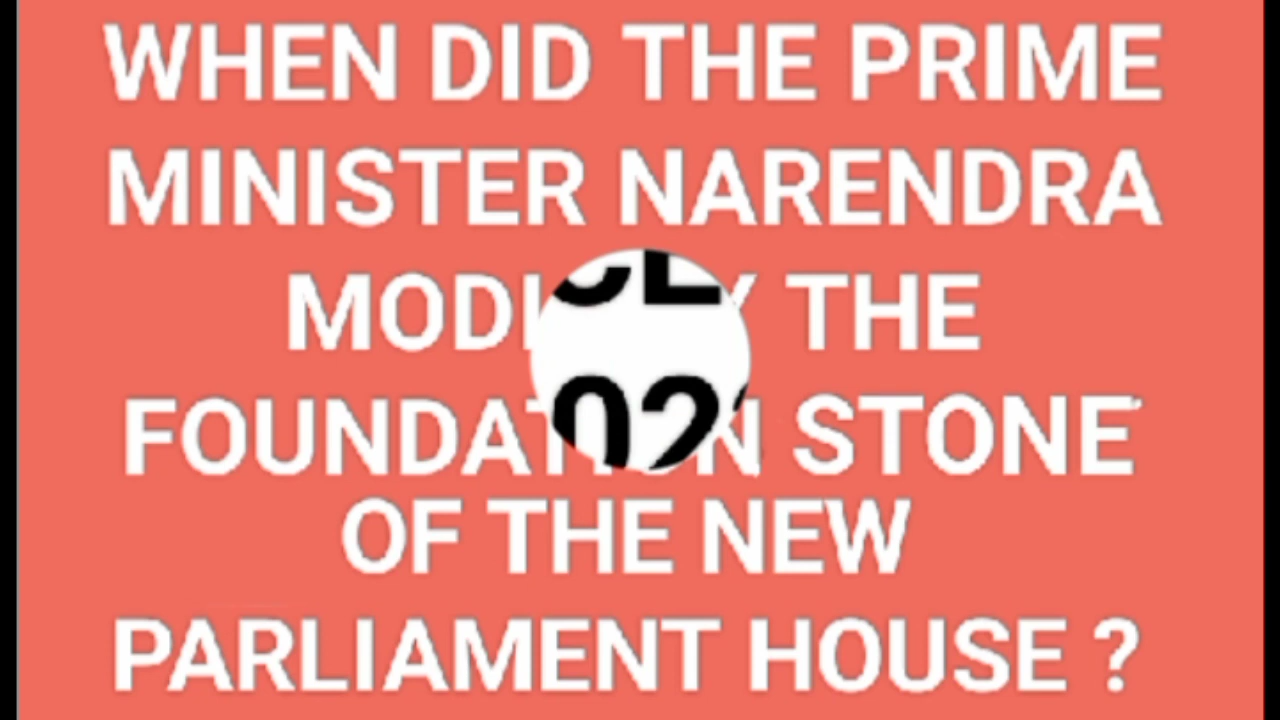 WHEN DID THE PRIME
MINISTER NARENDRA
MODI THE
STONE
OF THE NEW
PARLIAMENT HOUSE ?